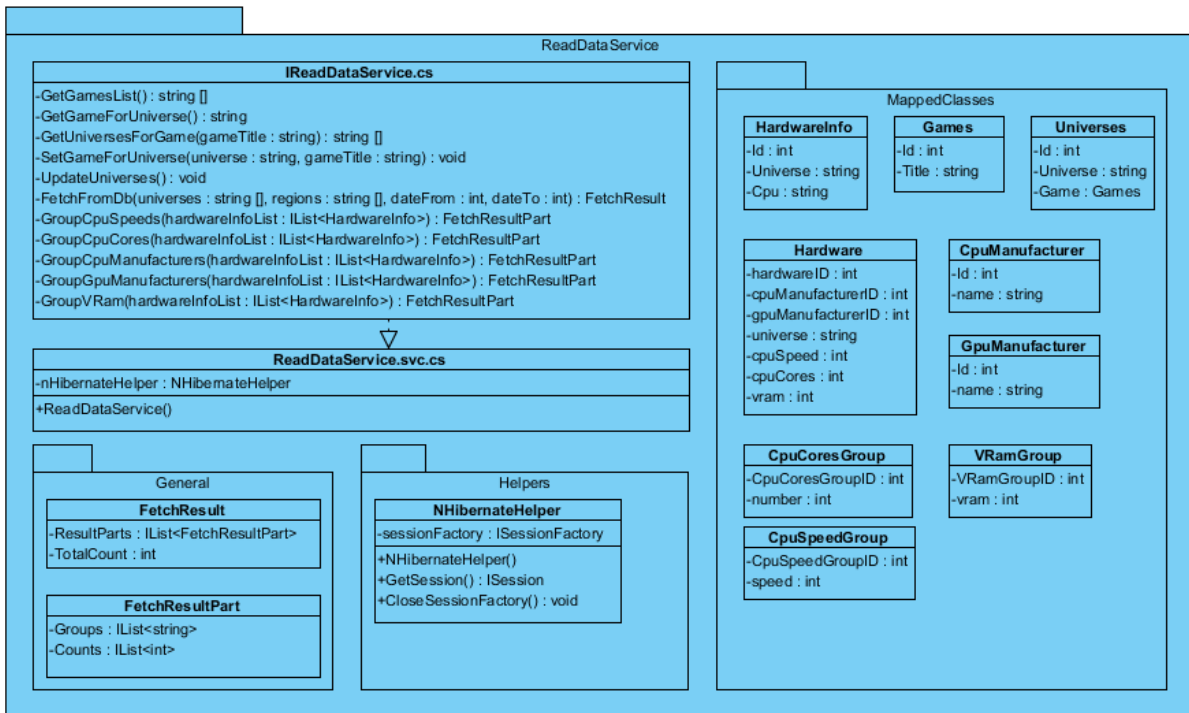 ReadDataService
IReadDataService.cs
-GetGamesList() : string []
-GetGameForUniverse() : string
-GetUniversesForGame(gameTitle : string) : string []
-SetGameForUniverse(universe : string, gameTitle : string) : void
-UpdateUniverses() : void
-FetchFromDb(universes : string [], regions : string [], dateFrom : int, dateTo : int) : FetchResult
-GroupCpuSpeeds(hardwareInfoList : IList<HardwareInfo>) : FetchResultPart
-GroupCpuCores(hardwareInfoList : IList<HardwareInfo>) : FetchResultPart
-GroupCpuManufacturers(hardwareInfoList : IList<HardwareInfo>) : FetchResultPart
-GroupGpuManufacturers(hardwareInfoList : IList<HardwareInfo>) : FetchResultPart
-GroupVRam(hardwareInfoList : IList<HardwareInfo>) : FetchResultPart
ReadDataService.svc.cs
-nHibernateHelper : NHibernateHelper
+ReadDataService()
General
FetchResult
-ResultParts : IList<FetchResultPart>
-TotalCount : int
FetchResultPart
-Groups : IList<string>
-Counts : IList<int>
Helpers
NHibernateHelper
-sessionFactory : ISessionFactory
+NHibernateHelper()
+GetSession() : ISession
+CloseSessionFactory() : void
MappedClasses
HardwareInfo
-Id : int
-Universe : string
-Cpu : string
Games
-Id : int
-Title : string
Universes
-Id : int
-Universe : string
-Game : Games
Hardware
-hardwareID : int
-cpuManufacturerID : int
-gpuManufacturerID : int
-universe : string
-cpuSpeed : int
-cpuCores : int
-vram : int
CpuManufacturer
-Id : int
-name : string
GpuManufacturer
-Id : int
-name : string
CpuCoresGroup
-CpuCoresGroupID : int
-number : int
VRamGroup
-VRamGroupID : int
-vram : int
CpuSpeedGroup
-CpuSpeedGroupID : int
-speed : int